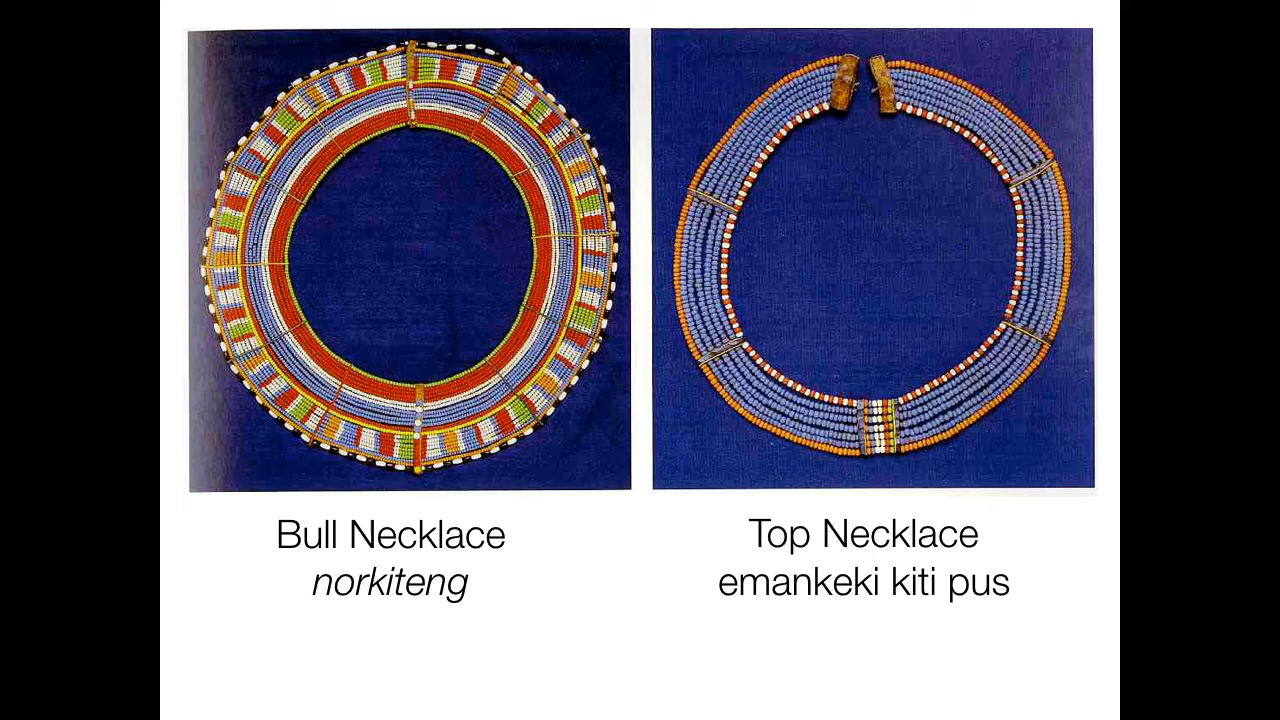 Bull Necklace
norkiteng
Top Necklace
emankeki kiti pus